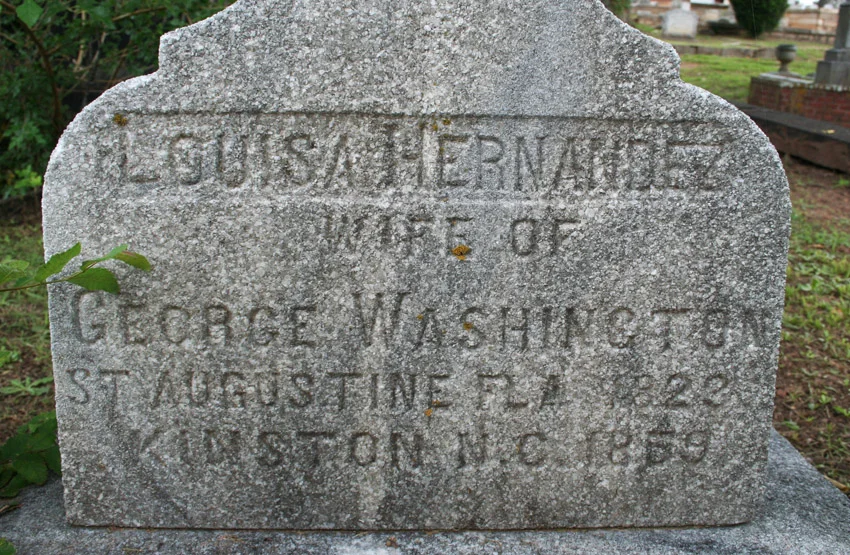 LOUISA HERNANDEZ
WIFE OF
GEORGE WASHINGTON
ST AUGUSTINE FLA 1823
KINSTON N.C. 1859